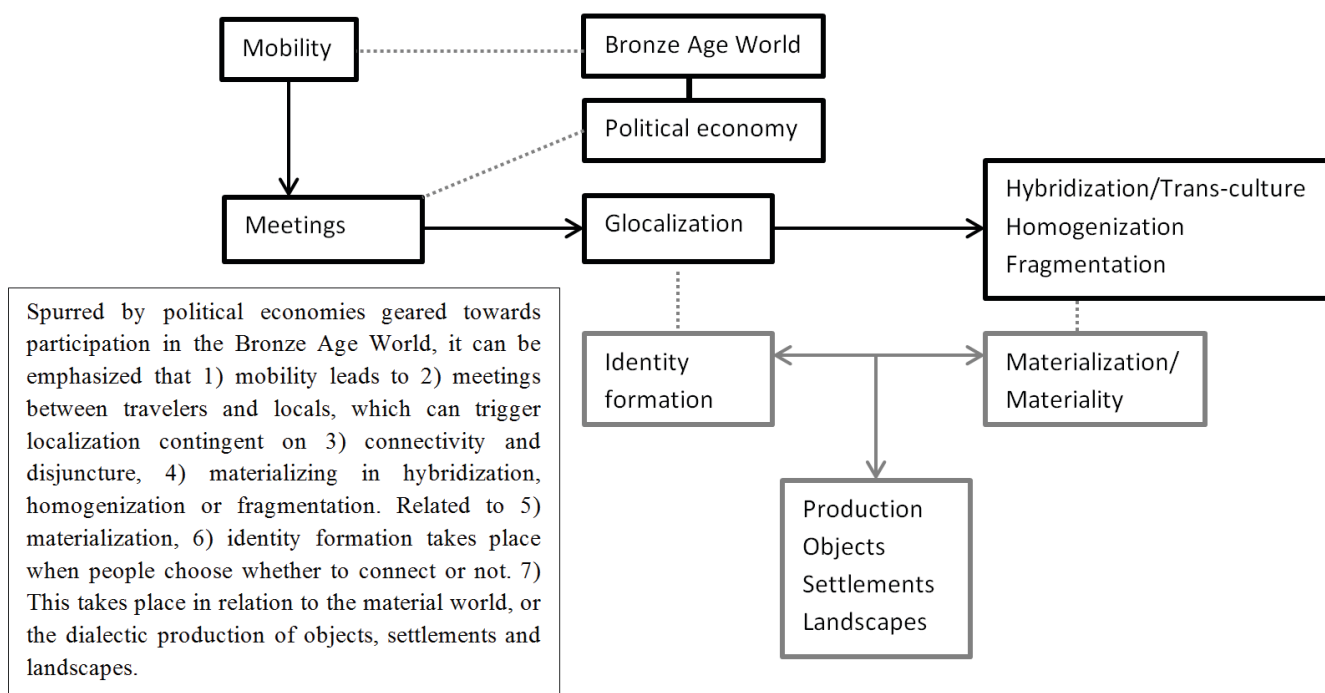 Mobility
Bronze Age World
Political economy
Meetings
Glocalization
Hybridization/Trans-culture
Homogenization
Fragmentation
Spurred by political economies geared towards
participation in the Bronze Age World, it can be
emphasized that 1) mobility leads to 2) meetings
between travelers and locals, which can trigger
localization contingent on 3) connectivity and
disjuncture, 4) materializing in hybridization,
homogenization or fragmentation. Related to 5)
materialization, 6) identity formation takes place
when people choose whether to connect or not. 7)
This takes place in relation to the material world, or
the dialectic production of objects, settlements and
landscapes.
Identity
formation
Materialization/
Materiality
Production
Objects
Settlements
Landscapes